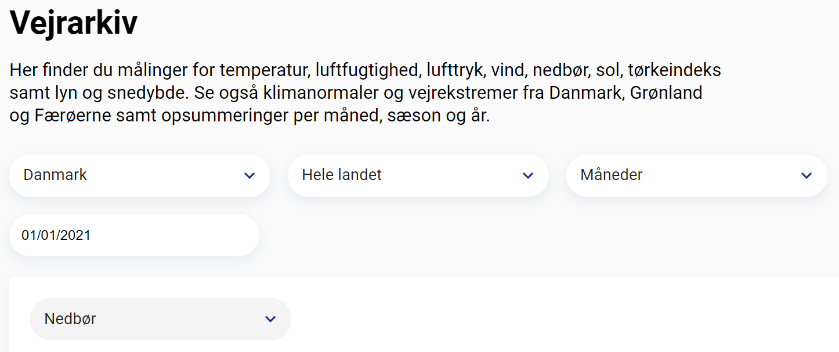 Vejrarkiv
Her finder du målinger for temperatur, luftfugtighed, lufttryk, vind, nedbør, sol, tørkeindeks
samt lyn og snedybde. Se også klimanormaler og vejrekstremer fra Danmark, Grønland
og Færøerne samt opsummeringer per måned, sæson og år.
Danmark Hele landet Måneder
01/01/2021
Nedbør